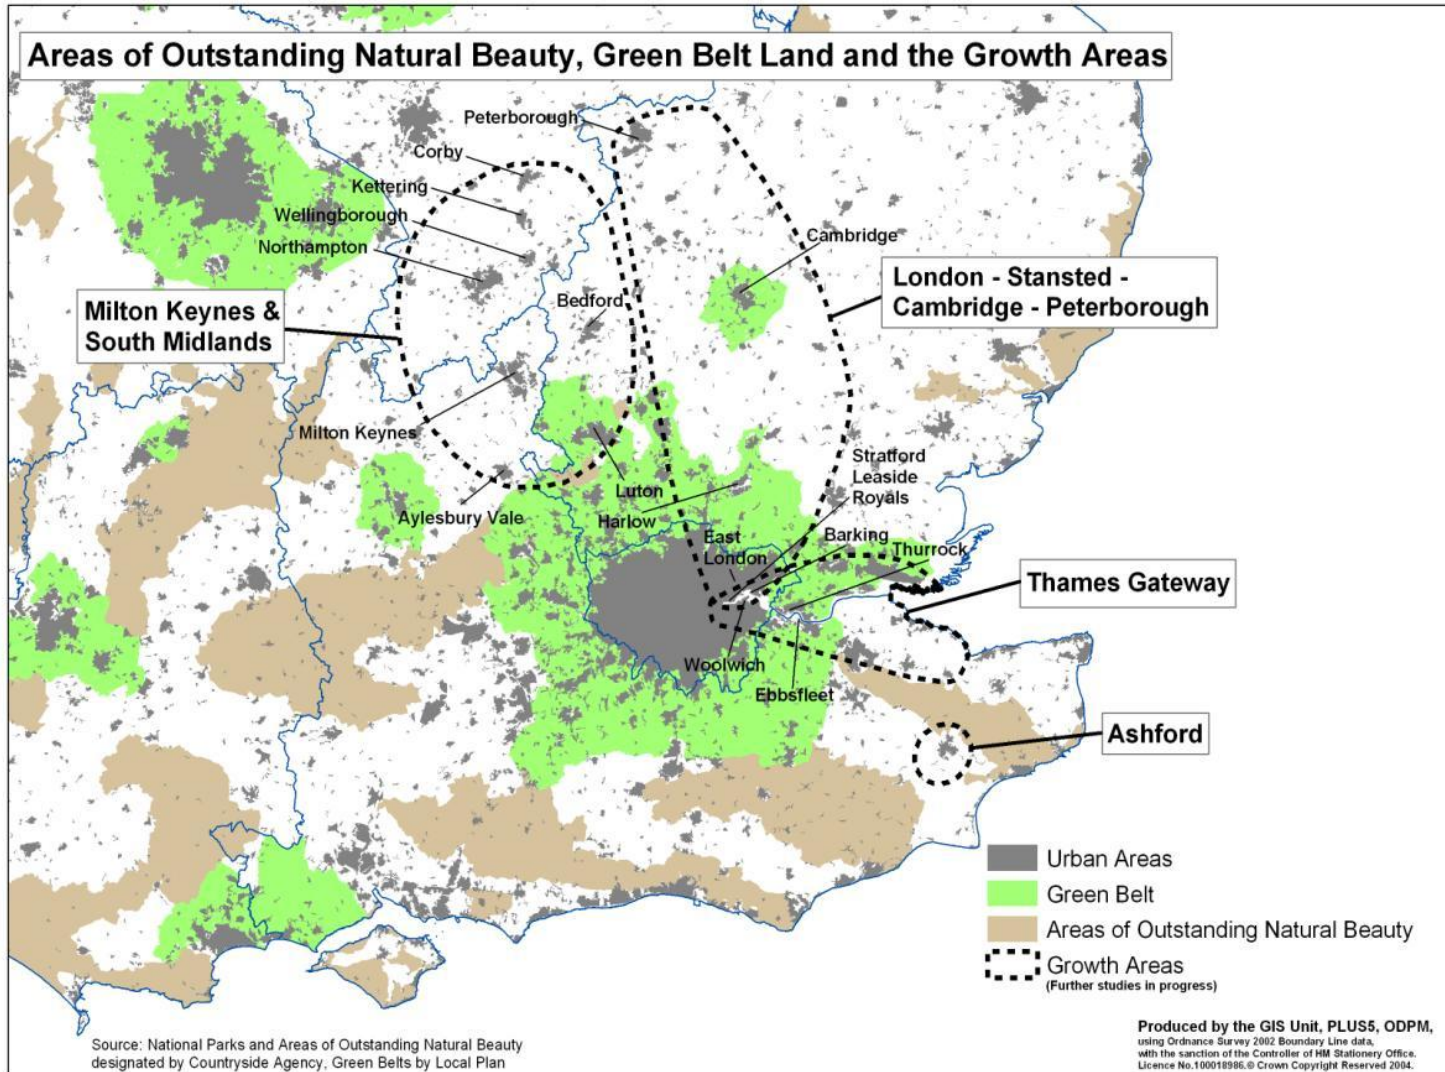 Areas of Outstanding Natural Beauty, Green Belt Land and the Growth Areas
Peterborough
Corby
Kettering
Wellingborough
Northampton
Cambridge
London - Stansted -
Cambridge - Peterborough
Milton Keynes &
South Midlands
Bedford
Milton Keynes
Stratford
Leaside
Royals
Luton
Aylesbury Vale
Harlow
East
London
Barking
Thurrock
Thames Gateway
Woolwich
Ebbsfleet
Ashford
Urban Areas
Green Belt
Areas of Outstanding Natural Beauty
Growth Areas
(Further studies in progress)
Source: National Parks and Areas of Outstanding Natural Beauty
designated by Countryside Agency, Green Belts by Local Plan
Produced by the GIS Unit, PLUS5, ODPM,
using Ordnance Survey 2002 Boundary Line data,
with the sanction of the Controller of HM Stationery Office.
Licence No.100018986.© Crown Copyright Reserved 2004.